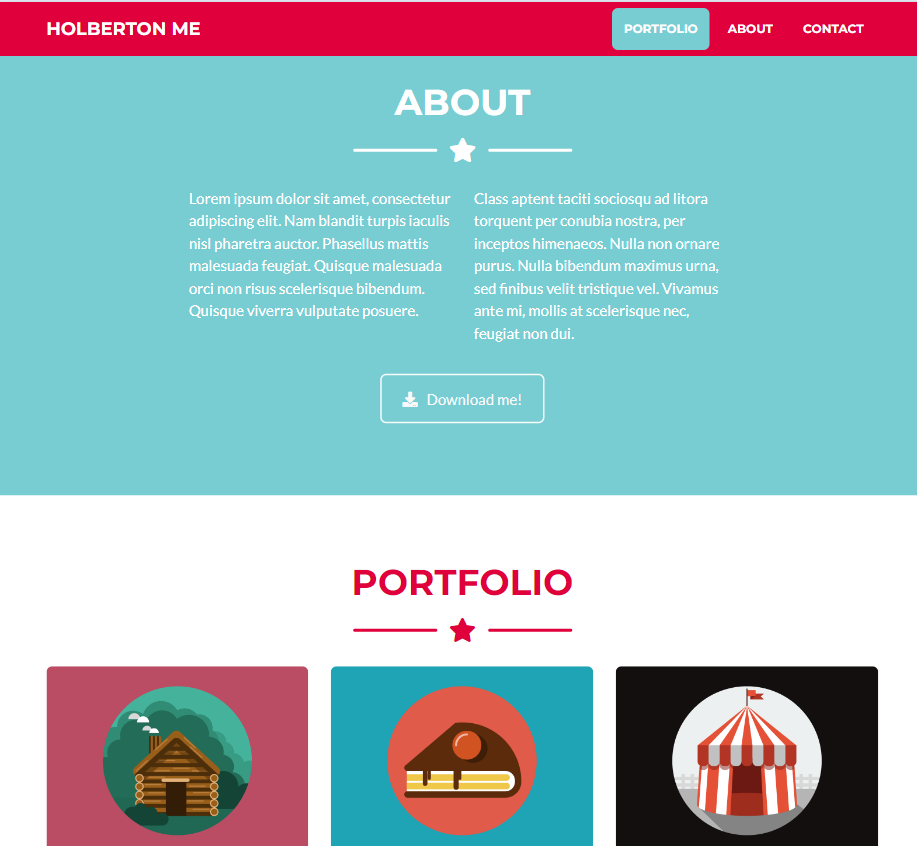 HOLBERTON ME
PORTFOLIO
ABOUT
CONTACT
ABOUT
Lorem ipsum dolor sit amet, consectetur
adipiscing elit. Nam blandit turpis iaculis
nisl pharetra auctor. Phasellus mattis
malesuada feugiat. Quisque malesuada
orci non risus scelerisque bibendum.
Quisque viverra vulputate posuere.
Class aptent taciti sociosqu ad litora
torquent per conubia nostra, per
inceptos himenaeos. Nulla non ornare
purus. Nulla bibendum maximus urna,
sed finibus velit tristique vel. Vivamus
ante mi, mollis at scelerisque nec,
feugiat non dui.
Download me!
PORTFOLIO